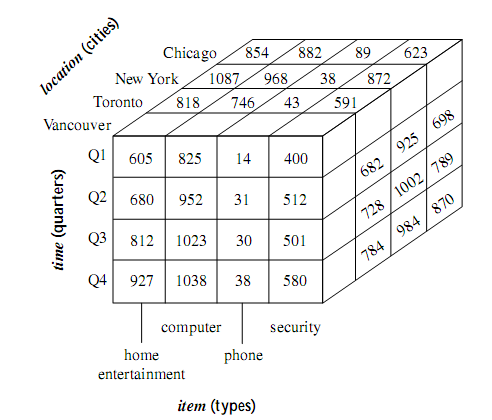 location (cities)
Chicago 854 882 89 623
New York 1087 968 38 872
Toronto 818 746 43 591
Vancouver
time (quarters)
Q1 605 825 14 400 682 925 698
Q2 680 952 31 512 728 1002 789
Q3 812 1023 30 501 784 984 870
Q4 927 1038 38 580
computer security
home phone
entertainment
item (types)